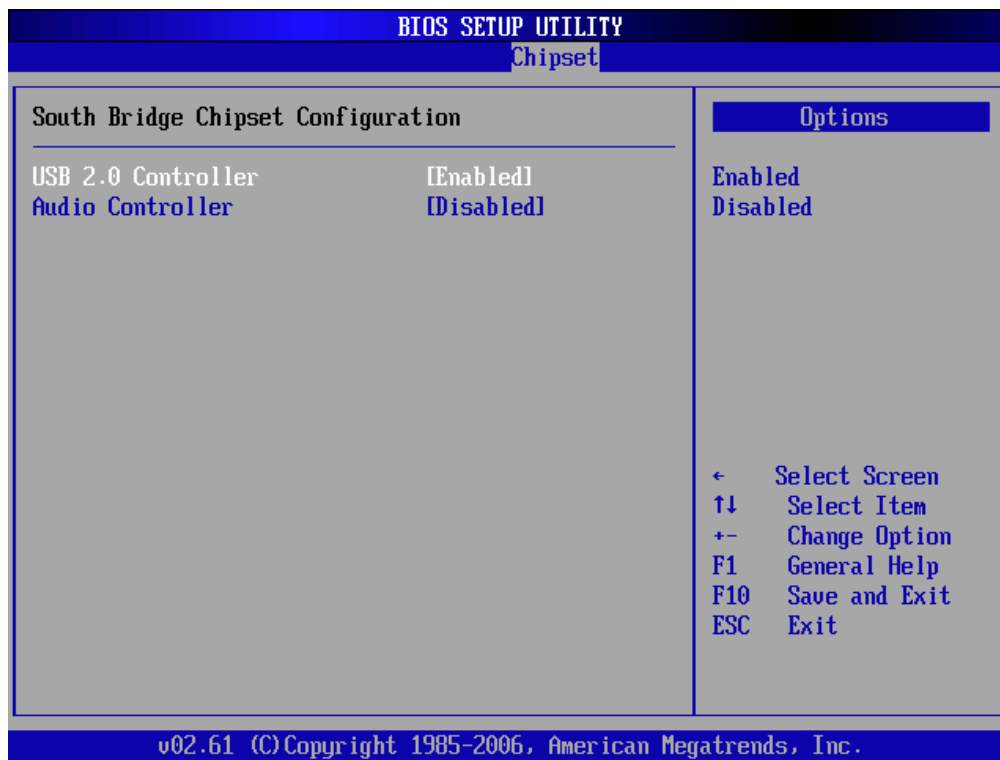 BIOS SETUP UTILITY
Chipset
South Bridge Chipset Configuration
USB 2.0 Controller [Enabled]
Audio Controller [Disabled]
Options
Enabled
Disabled
← Select Screen
↑↓ Select Item
+- Change Option
F1 General Help
F10 Save and Exit
ESC Exit
v02.61 (C)Copyright 1985-2006, American Megatrends, Inc.